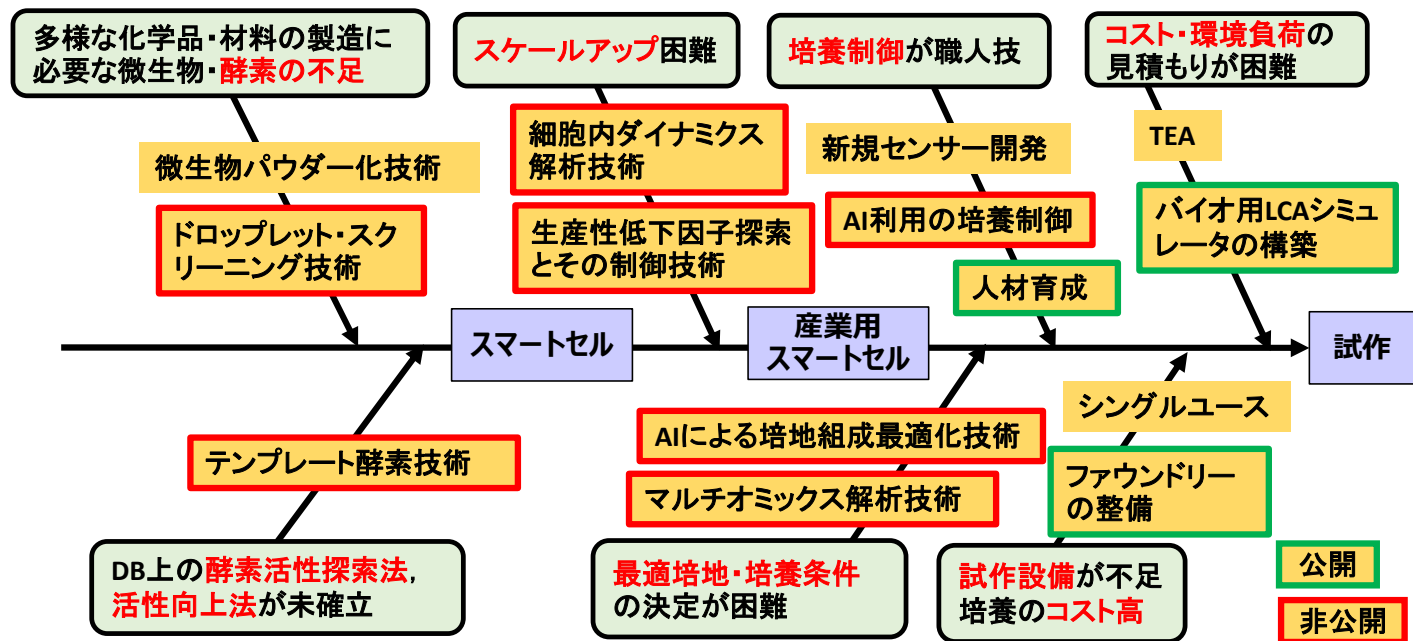 多様な化学品・材料の製造に
必要な微生物・酵素の不足
スケールアップ困難
培養制御が職人技
コスト・環境負荷の
見積もりが困難
微生物パウダー化技術
ドロップレット・スク
リーニング技術
細胞内ダイナミクス
解析技術
生産性低下因子探索
とその制御技術
新規センサー開発
AI利用の培養制御
人材育成
TEA
バイオ用LCAシミュ
レータの構築
スマートセル
産業用
スマートセル
試作
テンプレート酵素技術
AIによる培地組成最適化技術
マルチオミックス解析技術
シングルユース
ファウンドリー
の整備
DB上の酵素活性探索法,
活性向上法が未確立
最適培地・培養条件
の決定が困難
試作設備が不足
培養のコスト高
公開
非公開